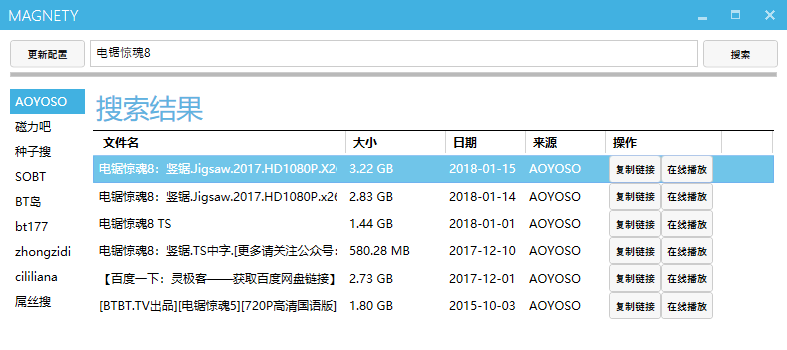 MAGNETY
更新配置 电锯惊魂8 搜索
搜索结果
AOYOSO
磁力吧
种子搜
SOBT
BT岛
bt177
zhongzidi
cililiana
屌丝搜
文件名 大小 日期 来源 操作
电锯惊魂8：竖锯.Jigsaw.2017.HD1080P.X26 3.22 GB 2018-01-15 AOYOSO 复制链接 在线播放
电锯惊魂8：竖锯.Jigsaw.2017.HD1080P.x26 2.83 GB 2018-01-14 AOYOSO 复制链接 在线播放
电锯惊魂8 TS 1.44 GB 2018-01-01 AOYOSO 复制链接 在线播放
电锯惊魂8：竖锯.TS中字.[更多请关注公众号: 580.28 MB 2017-12-10 AOYOSO 复制链接 在线播放
【百度一下：灵极客——获取百度网盘链接】 2.73 GB 2017-12-01 AOYOSO 复制链接 在线播放
[BTBT.TV出品][电锯惊魂5][720P高清国语版] 1.80 GB 2015-10-03 AOYOSO 复制链接 在线播放